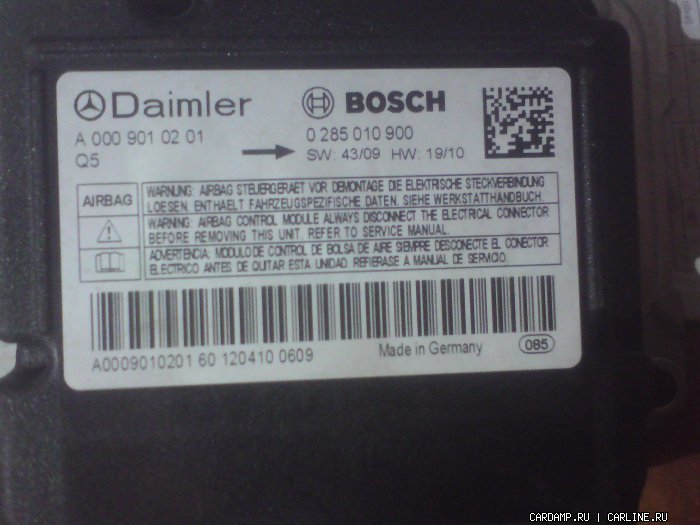 Daimler
BOSCH
A 000 901 02 01
0 285 010 900
Q5
SW: 43/09 HW: 19/10
AIRBAG
WARNUNG: AIRBAG STEUERGERAET VOR DEMONTAGE DIE ELEKTRISCHE STECKVERBINDUNG
LOESEN. ENTHAELT FAHRZEUGSPEZIFISCHE DATEN. SIEHE WERKSTATTHANDBUCH.
WARNING: AIRBAG CONTROL MODULE ALWAYS DISCONNECT THE ELECTRICAL CONNECTOR
BEFORE REMOVING THIS UNIT. REFER TO SERVICE MANUAL.
ADVERTENCIA: MODULO DE CONTROL DE BOLSA DE AIRE SIEMPRE DESCONECTE EL CONECTOR
ELECTRICO ANTES DE QUITAR ESTA UNIDAD. REFIERASE A MANUAL DE SERVICIO.
A0009010201 60 120410 0609
Made in Germany
085
CARDAMP.RU | CARLINE.RU